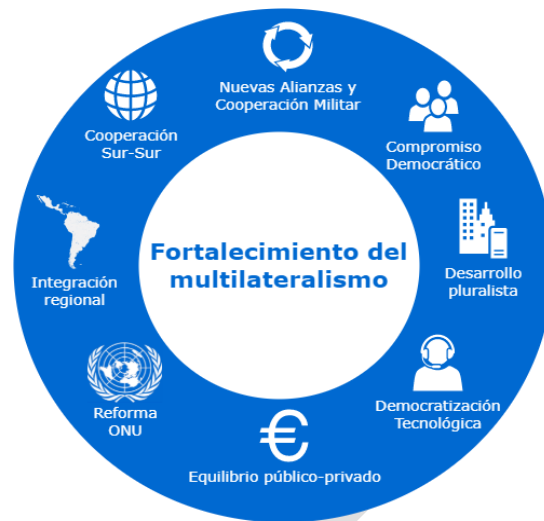 Nuevas Alianzas y
Cooperación Militar
Compromiso
Democrático
Desarrollo
pluralista
Democratización
Tecnológica
Equilibrio público-privado
Reforma
ONU
Integración
regional
Cooperación
Sur-Sur
Fortalecimiento del
multilateralismo
€